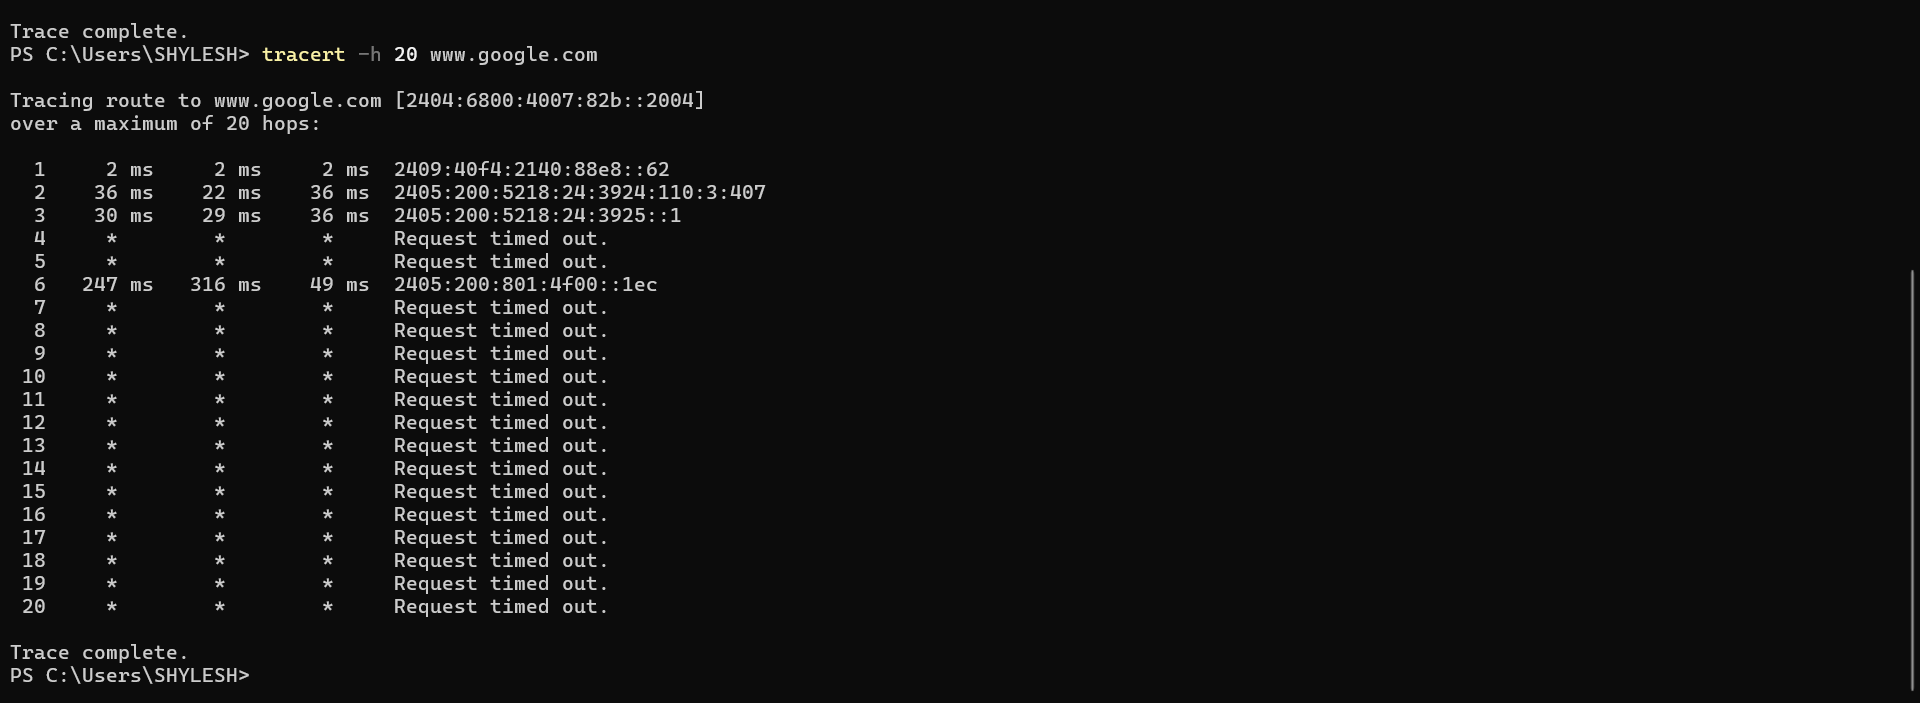 Trace complete.
PS C:\Users\SHYLESH> tracert -h 20 www.google.com
Tracing route to www.google.com [2404:6800:4007:82b::2004]
over a maximum of 20 hops:
  1     2 ms     2 ms     2 ms  2409:40f4:2140:88e8::62
  2    36 ms    22 ms    36 ms  2405:200:5218:24:3924:110:3:407
  3    30 ms    29 ms    36 ms  2405:200:5218:24:3925::1
  4     *        *        *     Request timed out.
  5     *        *        *     Request timed out.
  6   247 ms   316 ms    49 ms  2405:200:801:4f00::1ec
  7     *        *        *     Request timed out.
  8     *        *        *     Request timed out.
  9     *        *        *     Request timed out.
 10     *        *        *     Request timed out.
 11     *        *        *     Request timed out.
 12     *        *        *     Request timed out.
 13     *        *        *     Request timed out.
 14     *        *        *     Request timed out.
 15     *        *        *     Request timed out.
 16     *        *        *     Request timed out.
 17     *        *        *     Request timed out.
 18     *        *        *     Request timed out.
 19     *        *        *     Request timed out.
 20     *        *        *     Request timed out.
Trace complete.
PS C:\Users\SHYLESH>